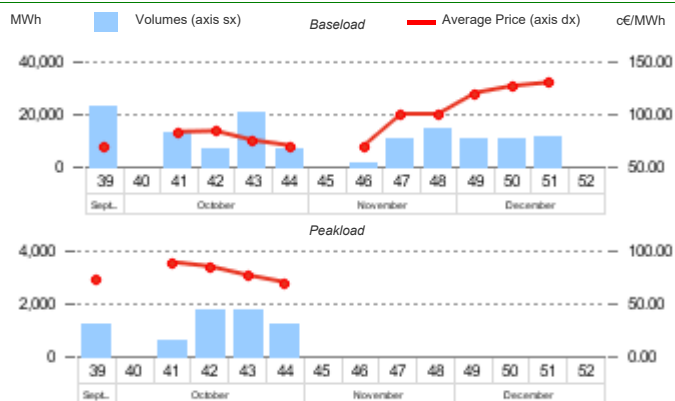 MWh Volumes (axis sx) Baseload Average Price (axis dx) c€/MWh
40,000 150.00
20,000 100.00
0 50.00
39 40 41 42 43 44 45 46 47 48 49 50 51 52
Sept.. October November December
Peakload
4,000 100.00
2,000 50.00
0 0.00
39 40 41 42 43 44 45 46 47 48 49 50 51 52
Sept.. October November December